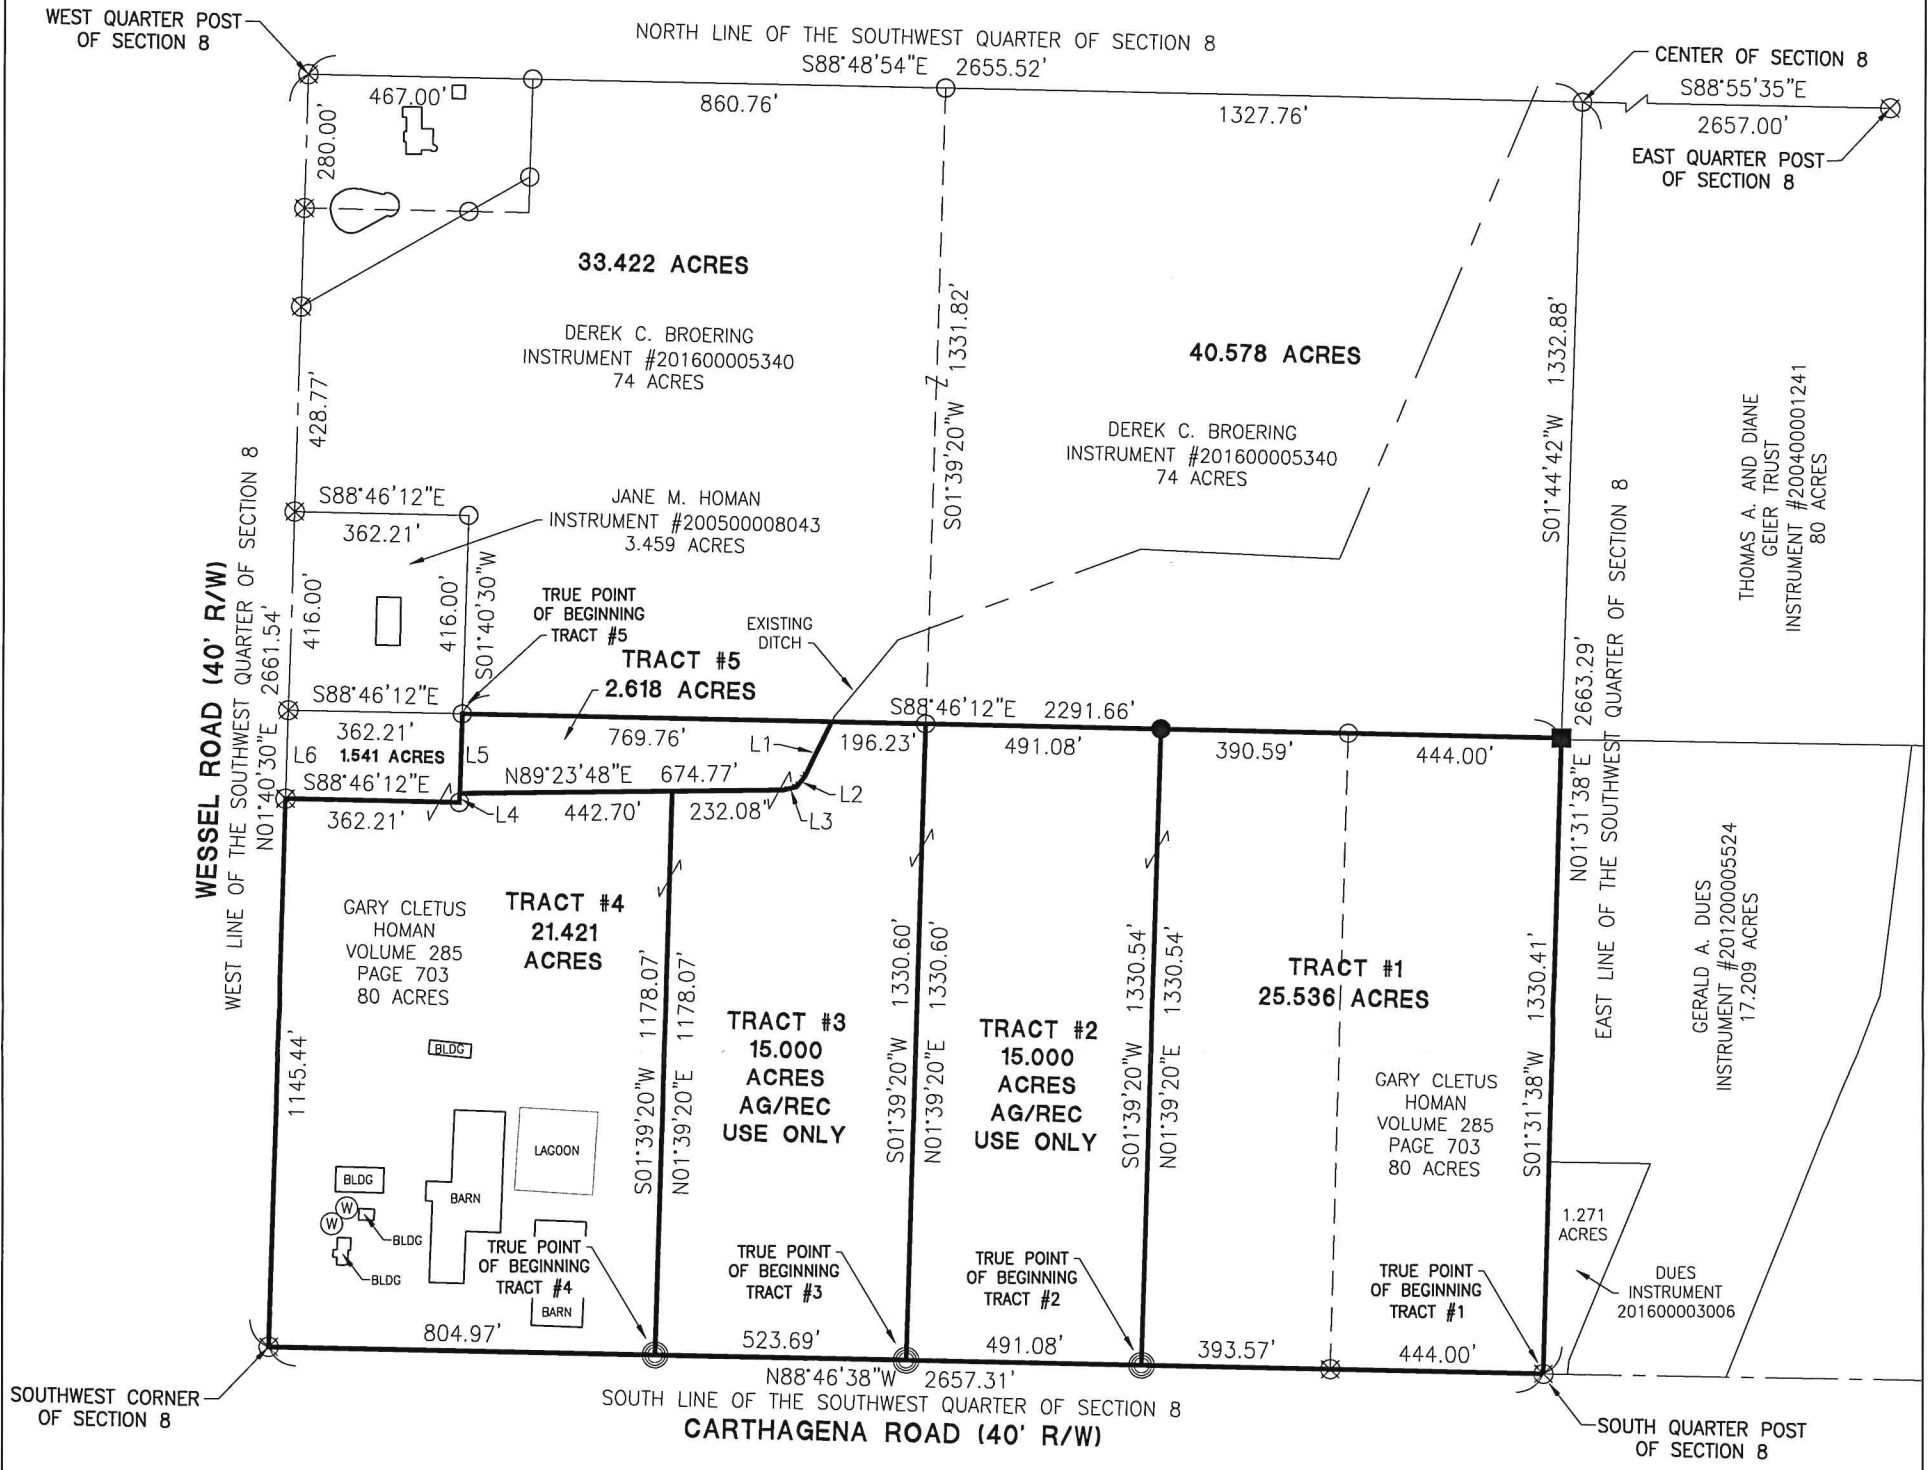 WEST QUARTER POST
OF SECTION 8
NORTH LINE OF THE SOUTHWEST QUARTER OF SECTION 8
S88°48'54"E 2655.52'
CENTER OF SECTION 8
S88°55'35"E
2657.00'
EAST QUARTER POST
OF SECTION 8
467.00'
860.76'
1327.76'
280.00'
33.422 ACRES
DEREK C. BROERING
INSTRUMENT #201600005340
74 ACRES
S01°39'20"W 1331.82'
40.578 ACRES
DEREK C. BROERING
INSTRUMENT #201600005340
74 ACRES
S01°44'42"W 1332.88'
THOMAS A. AND DIANE
GEIER TRUST
INSTRUMENT #200400001241
80 ACRES
428.77'
S88°46'12"E
362.21'
JANE M. HOMAN
INSTRUMENT #200500008043
3.459 ACRES
416.00'
416.00'
S01°40'30"W
WESSEL ROAD (40' R/W)
WEST LINE OF THE SOUTHWEST QUARTER OF SECTION 8
N01°40'30"E 2661.54'
TRUE POINT
OF BEGINNING
TRACT #5
EXISTING
DITCH
TRACT #5
2.618 ACRES
S88°46'12"E
362.21'
S88°46'12"E 2291.66'
769.76'
L1
196.23'
491.08'
390.59'
444.00'
L6
1.541 ACRES
L5
S88°46'12"E
362.21'
N89°23'48"E 674.77'
L4
442.70'
232.08'
L3
L2
N01°31'38"E 2663.29'
EAST LINE OF THE SOUTHWEST QUARTER OF SECTION 8
GERALD A. DUES
INSTRUMENT #201200005524
17.209 ACRES
GARY CLETUS
HOMAN
VOLUME 285
PAGE 703
80 ACRES
TRACT #4
21.421
ACRES
1145.44'
S01°39'20"W 1178.07'
N01°39'20"E 1178.07'
TRACT #3
15.000
ACRES
AG/REC
USE ONLY
S01°39'20"W 1330.60'
N01°39'20"E 1330.60'
TRACT #2
15.000
ACRES
AG/REC
USE ONLY
S01°39'20"W 1330.54'
N01°39'20"E 1330.54'
TRACT #1
25.536 ACRES
GARY CLETUS
HOMAN
VOLUME 285
PAGE 703
80 ACRES
S01°31'38"W 1330.41'
BLDG
LAGOON
BLDG
BARN
W
W
BLDG
BLDG
BARN
TRUE POINT
OF BEGINNING
TRACT #4
TRUE POINT
OF BEGINNING
TRACT #3
TRUE POINT
OF BEGINNING
TRACT #2
TRUE POINT
OF BEGINNING
TRACT #1
1.271
ACRES
DUES
INSTRUMENT
201600003006
804.97'
523.69'
491.08'
393.57'
444.00'
N88°46'38"W 2657.31'
SOUTH LINE OF THE SOUTHWEST QUARTER OF SECTION 8
CARTHAGENA ROAD (40' R/W)
SOUTHWEST CORNER
OF SECTION 8
SOUTH QUARTER POST
OF SECTION 8